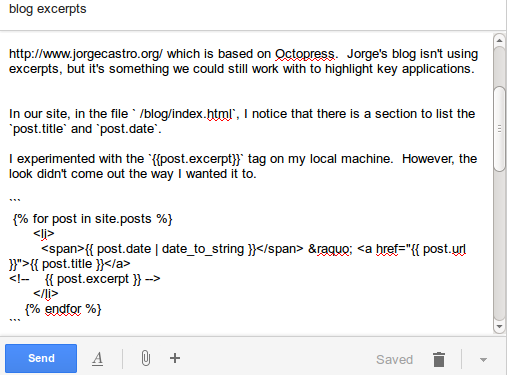 blog excerpts
http://www.jorgecastro.org/ which is based on Octopress.  Jorge's blog isn't using
excerpts, but it's something we could still work with to highlight key applications.
In our site, in the file ` /blog/index.html`, I notice that there is a section to list the
`post.title` and `post.date`.
I experimented with the `{{post.excerpt}}` tag on my local machine.  However, the
look didn't come out the way I wanted it to.
```
{% for post in site.posts %}
<li>
<span>{{ post.date | date_to_string }}</span> &raquo; <a href="{{ post.url
}}">{{ post.title }}</a>
<!--    {{ post.excerpt }} -->
</li>
{% endfor %}
```
Send A Saved